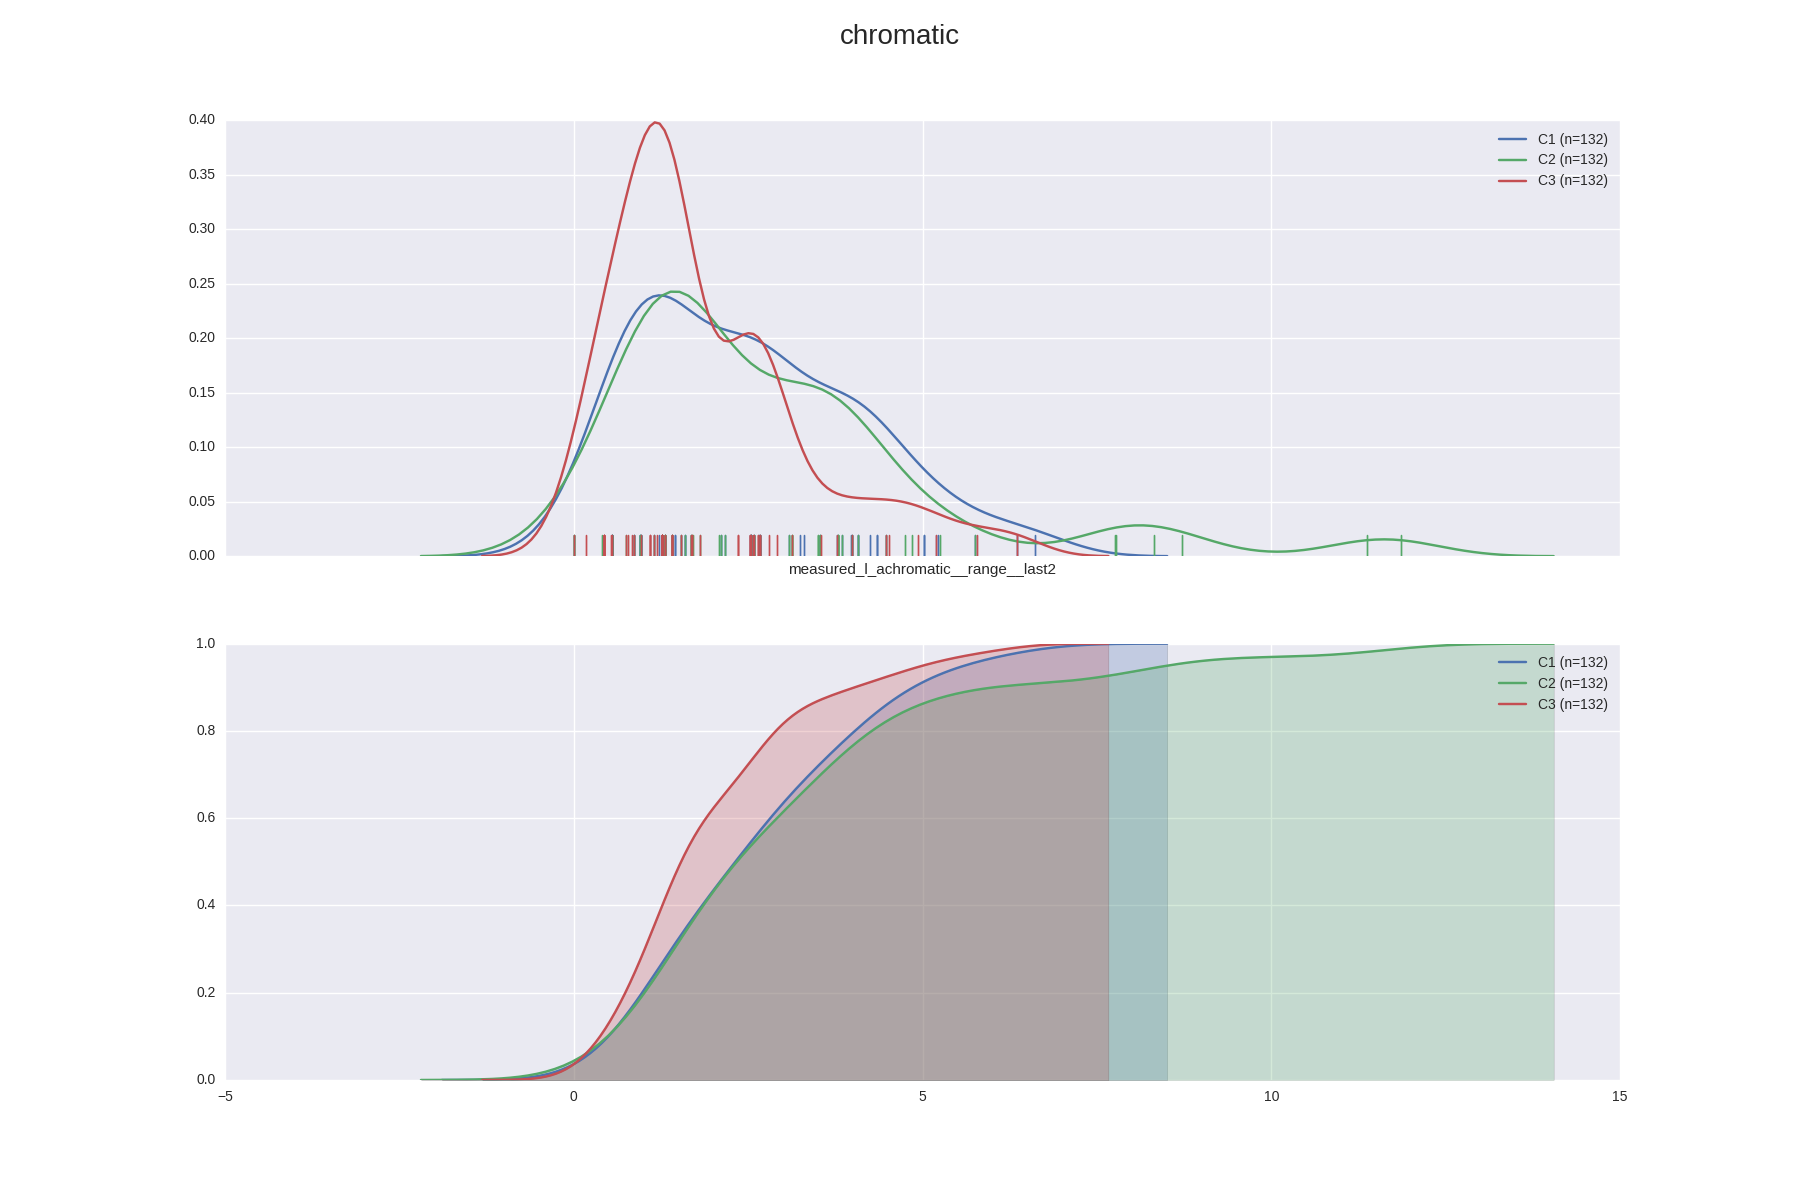 chromatic
0.40
0.35
0.30
0.25
0.20
0.15
0.10
0.05
0.00
C1 (n=132)
C2 (n=132)
C3 (n=132)
measured_l_achromatic__range__last2
1.0
0.8
0.6
0.4
0.2
0.0
C1 (n=132)
C2 (n=132)
C3 (n=132)
−5 0 5 10 15